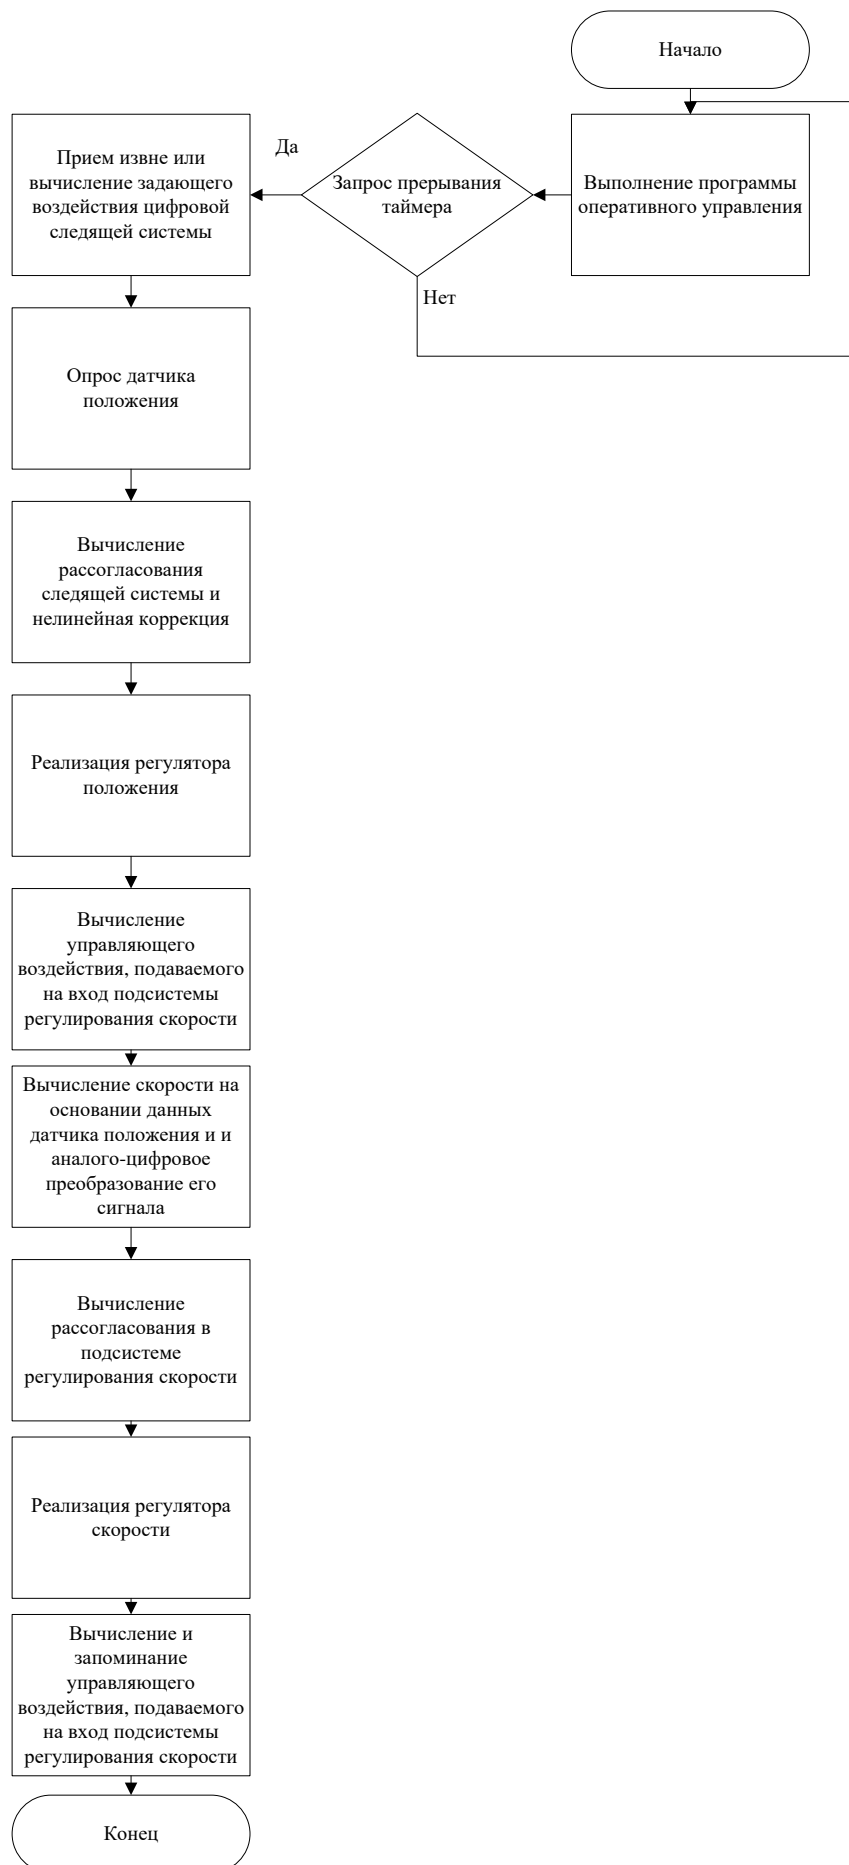 Начало
Выполнение программы
оперативного управления
Запрос прерывания
таймера
Да
Нет
Прием извне или
вычисление задающего
воздействия цифровой
следящей системы
Опрос датчика
положения
Вычисление
рассогласования
следящей системы и
нелинейная коррекция
Реализация регулятора
положения
Вычисление
управляющего
воздействия, подаваемого
на вход подсистемы
регулирования скорости
Вычисление скорости на
основании данных
датчика положения и и
аналого-цифровое
преобразование его
сигнала
Вычисление
рассогласования в
подсистеме
регулирования скорости
Реализация регулятора
скорости
Вычисление и
запоминание
управляющего
воздействия, подаваемого
на вход подсистемы
регулирования скорости
Конец